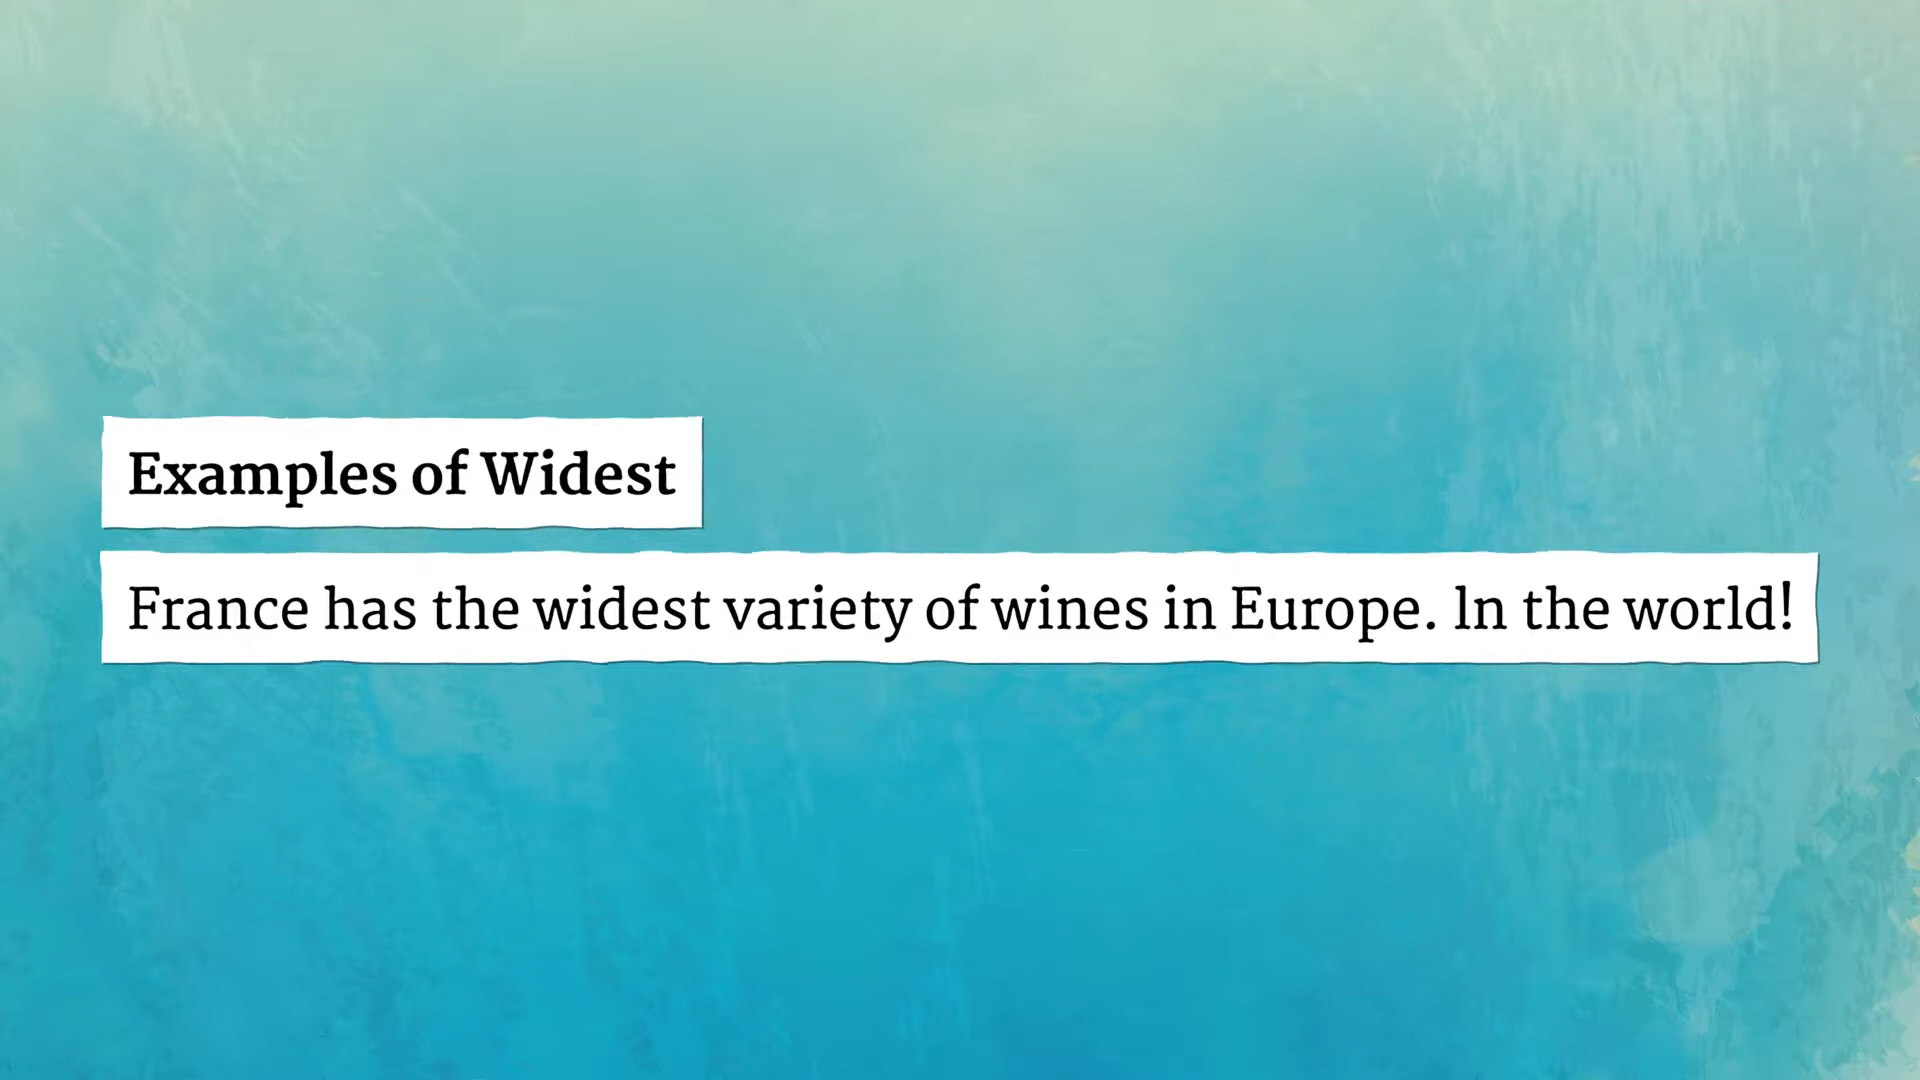 Examples of Widest
France has the widest variety of wines in Europe. In the world!